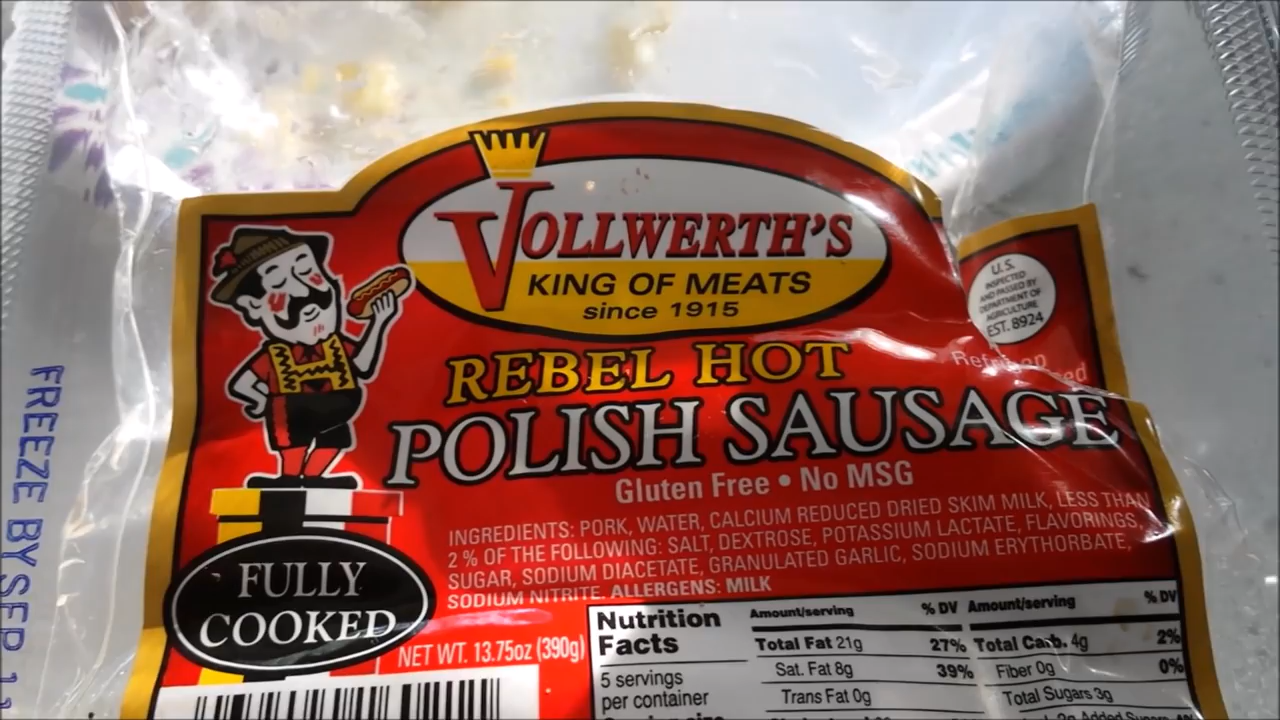 VOLLWERTH'S
KING OF MEATS
since 1915
U.S.
INSPECTED
AND PASSED BY
DEPARTMENT OF
AGRICULTURE
EST. 8924
REBEL HOT
POLISH SAUSAGE
Gluten Free • No MSG
INGREDIENTS: PORK, WATER, CALCIUM REDUCED DRIED SKIM MILK, LESS THAN
2 % OF THE FOLLOWING: SALT, DEXTROSE, POTASSIUM LACTATE, FLAVORINGS,
SUGAR, SODIUM DIACETATE, GRANULATED GARLIC, SODIUM ERYTHORBATE,
SODIUM NITRITE. ALLERGENS: MILK
FULLY
COOKED
NET WT. 13.75oz (390g)
Nutrition
Facts
5 servings
per container
Amount/serving % DV
Total Fat 21g 27%
Sat. Fat 8g 39%
Trans Fat 0g
Amount/serving % DV
Total Carb. 4g 2%
Fiber 0g 0%
Total Sugars 3g
FREEZE BY SEP